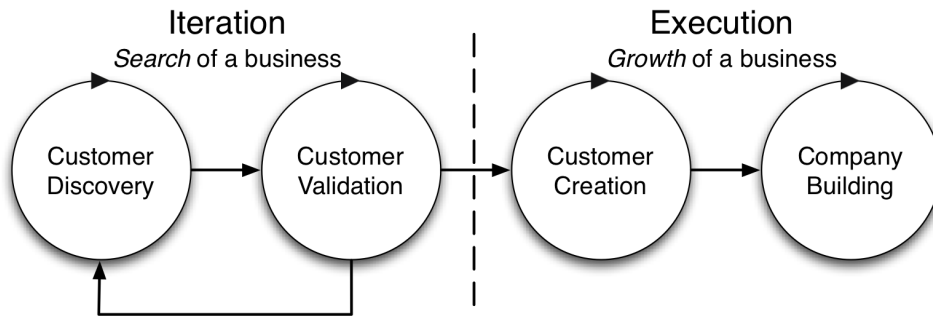 Iteration
Search of a business
Execution
Growth of a business
Customer
Discovery
Customer
Validation
Customer
Creation
Company
Building